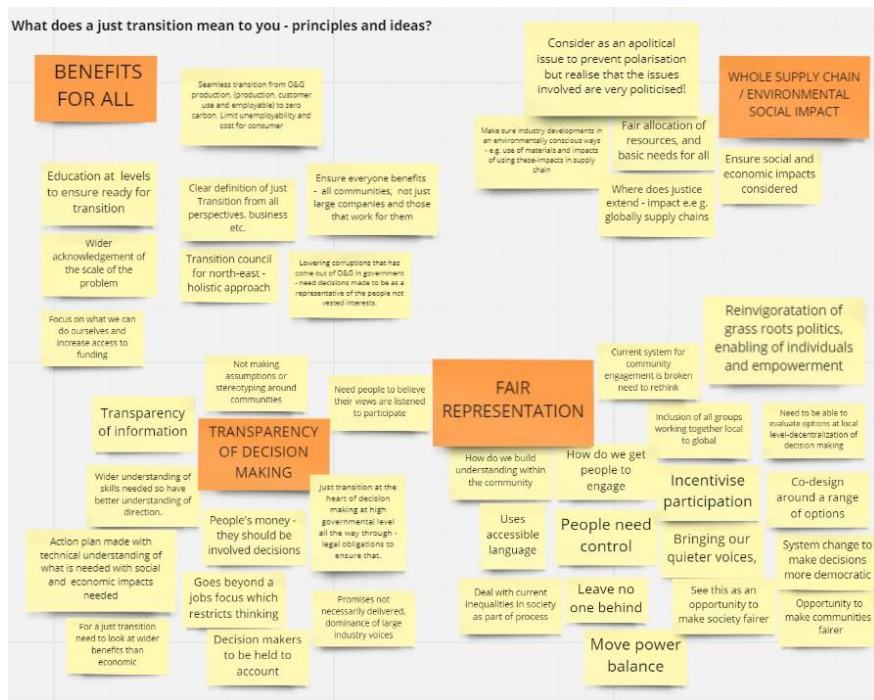 What does a just transition mean to you - principles and ideas?
BENEFITS
FOR ALL
Seamless transition from O&G
production, (production, customer
use and employable) to zero
carbon. Limit unemployability and
cost for consumer
Education at  levels
to ensure ready for
transition
Clear definition of Just
Transition from all
perspectives, business
etc.
Ensure everyone benefits
- all communities,  not just
large companies and those
that work for them
Wider
acknowledgement of
the scale of the
problem
Transition council
for north-east -
holistic approach
Lowering corruptions that has
come out of O&G in government
- need decisions made to be as a
representative of the people not
vested interests.
Focus on what we can
do ourselves and
increase access to
funding
Consider as an apolitical
issue to prevent polarisation
but realise that the issues
involved are very politicised!
WHOLE SUPPLY CHAIN
/ ENVIRONMENTAL
SOCIAL IMPACT
Make sure industry developments in
an environmentally conscious ways
- e.g. use of materials and impacts
of using these-impacts in supply
chain
Fair allocation of
resources, and
basic needs for all
Ensure social and
economic impacts
considered
Where does justice
extend - impact e.e g.
globally supply chains
Not making
assumptions or
stereotyping around
communities
Transparency
of information
TRANSPARENCY
OF DECISION
MAKING
Need people to believe
their views are listened
to participate
Wider understanding of
skills needed so have
better understanding of
direction.
People's money -
they should be
involved decisions
Just transition at the
heart of decision
making at high
governmental level
all the way through -
legal obligations to
ensure that.
Action plan made with
technical understanding of
what is needed with social
and  economic impacts
needed
Goes beyond a
jobs focus which
restricts thinking
Promises not
necessarily delivered,
dominance of large
industry voices
For a just transition
need to look at wider
benefits than
economic
Decision makers
to be held to
account
FAIR
REPRESENTATION
Current system for
community
engagement is broken
need to rethink
Reinvigoratation of
grass roots politics,
enabling of individuals
and empowerment
Inclusion of all groups
working together local
to global
Need to be able to
evaluate options at local
level-decentralization of
decision making
How do we build
understanding within
the community
How do we get
people to
engage
Incentivise
participation
Co-design
around a range
of options
Uses
accessible
language
People need
control
Bringing our
quieter voices,
System change to
make decisions
more democratic
Deal with current
inequalities in society
as part of process
Leave no
one behind
See this as an
opportunity to
make society fairer
Opportunity to
make communities
fairer
Move power
balance